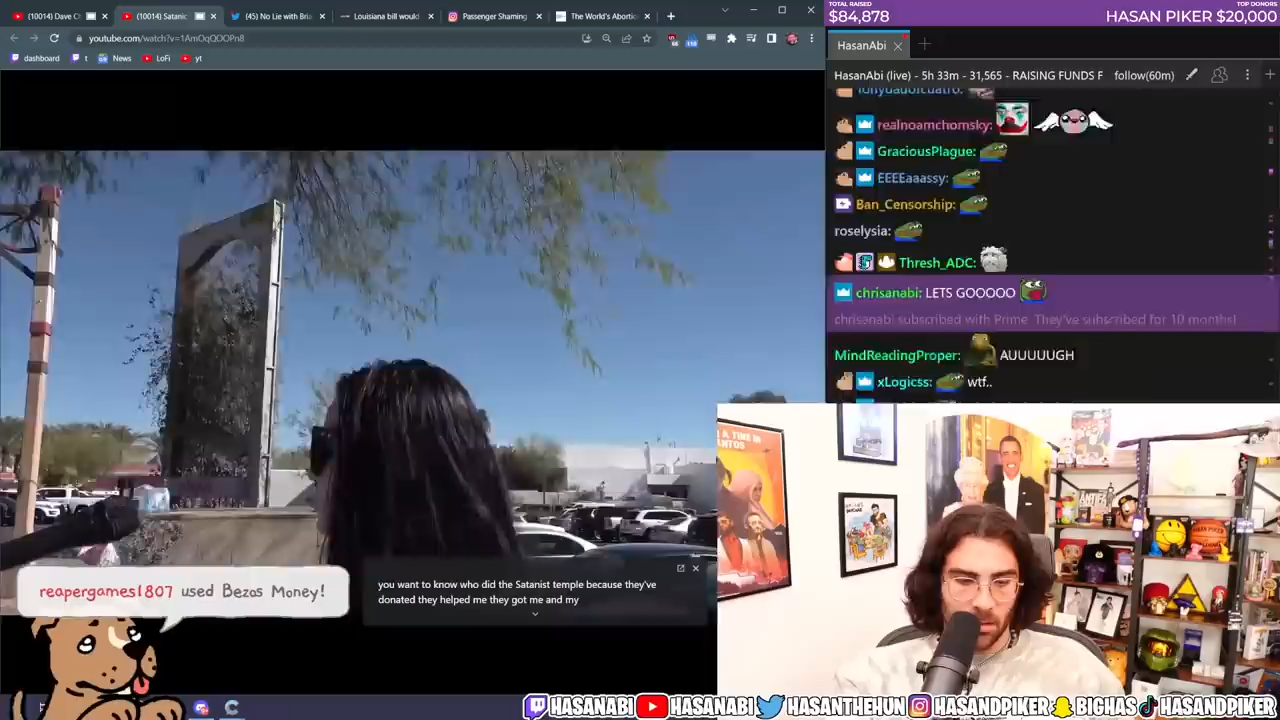 (10014) Dave C
(10014) Satanic
(45) No Lie with Bria
Louisiana bill would
Passenger Shaming
The World's Abortio
youtube.com/watch?v=1AmOqQOOPn8
dashboard
t
News
LoFi
yt
TOTAL RAISED
$84,878
TOP DONORS
HASAN PIKER $20,000
HasanAbi
HasanAbi (live) - 5h 33m - 31,565 - RAISING FUNDS F
follow(60m)
realnoamchomsky:
GraciousPlague:
EEEEaaassy:
Ban_Censorship:
roselysia:
Thresh_ADC:
chrisanabi: LETS GOOOOO
chrisanabi subscribed with Prime. They've subscribed for 10 months!
MindReadingProper: AUUUUUGH
xLogicss: wtf..
you want to know who did the Satanist temple because they've
donated they helped me they got me and my
reapergames1807 used Bezos Money!
HASANABI
HASANABI
HASANTHEHUN
HASANDPIKER
BIGHAS
HASANDPIKER